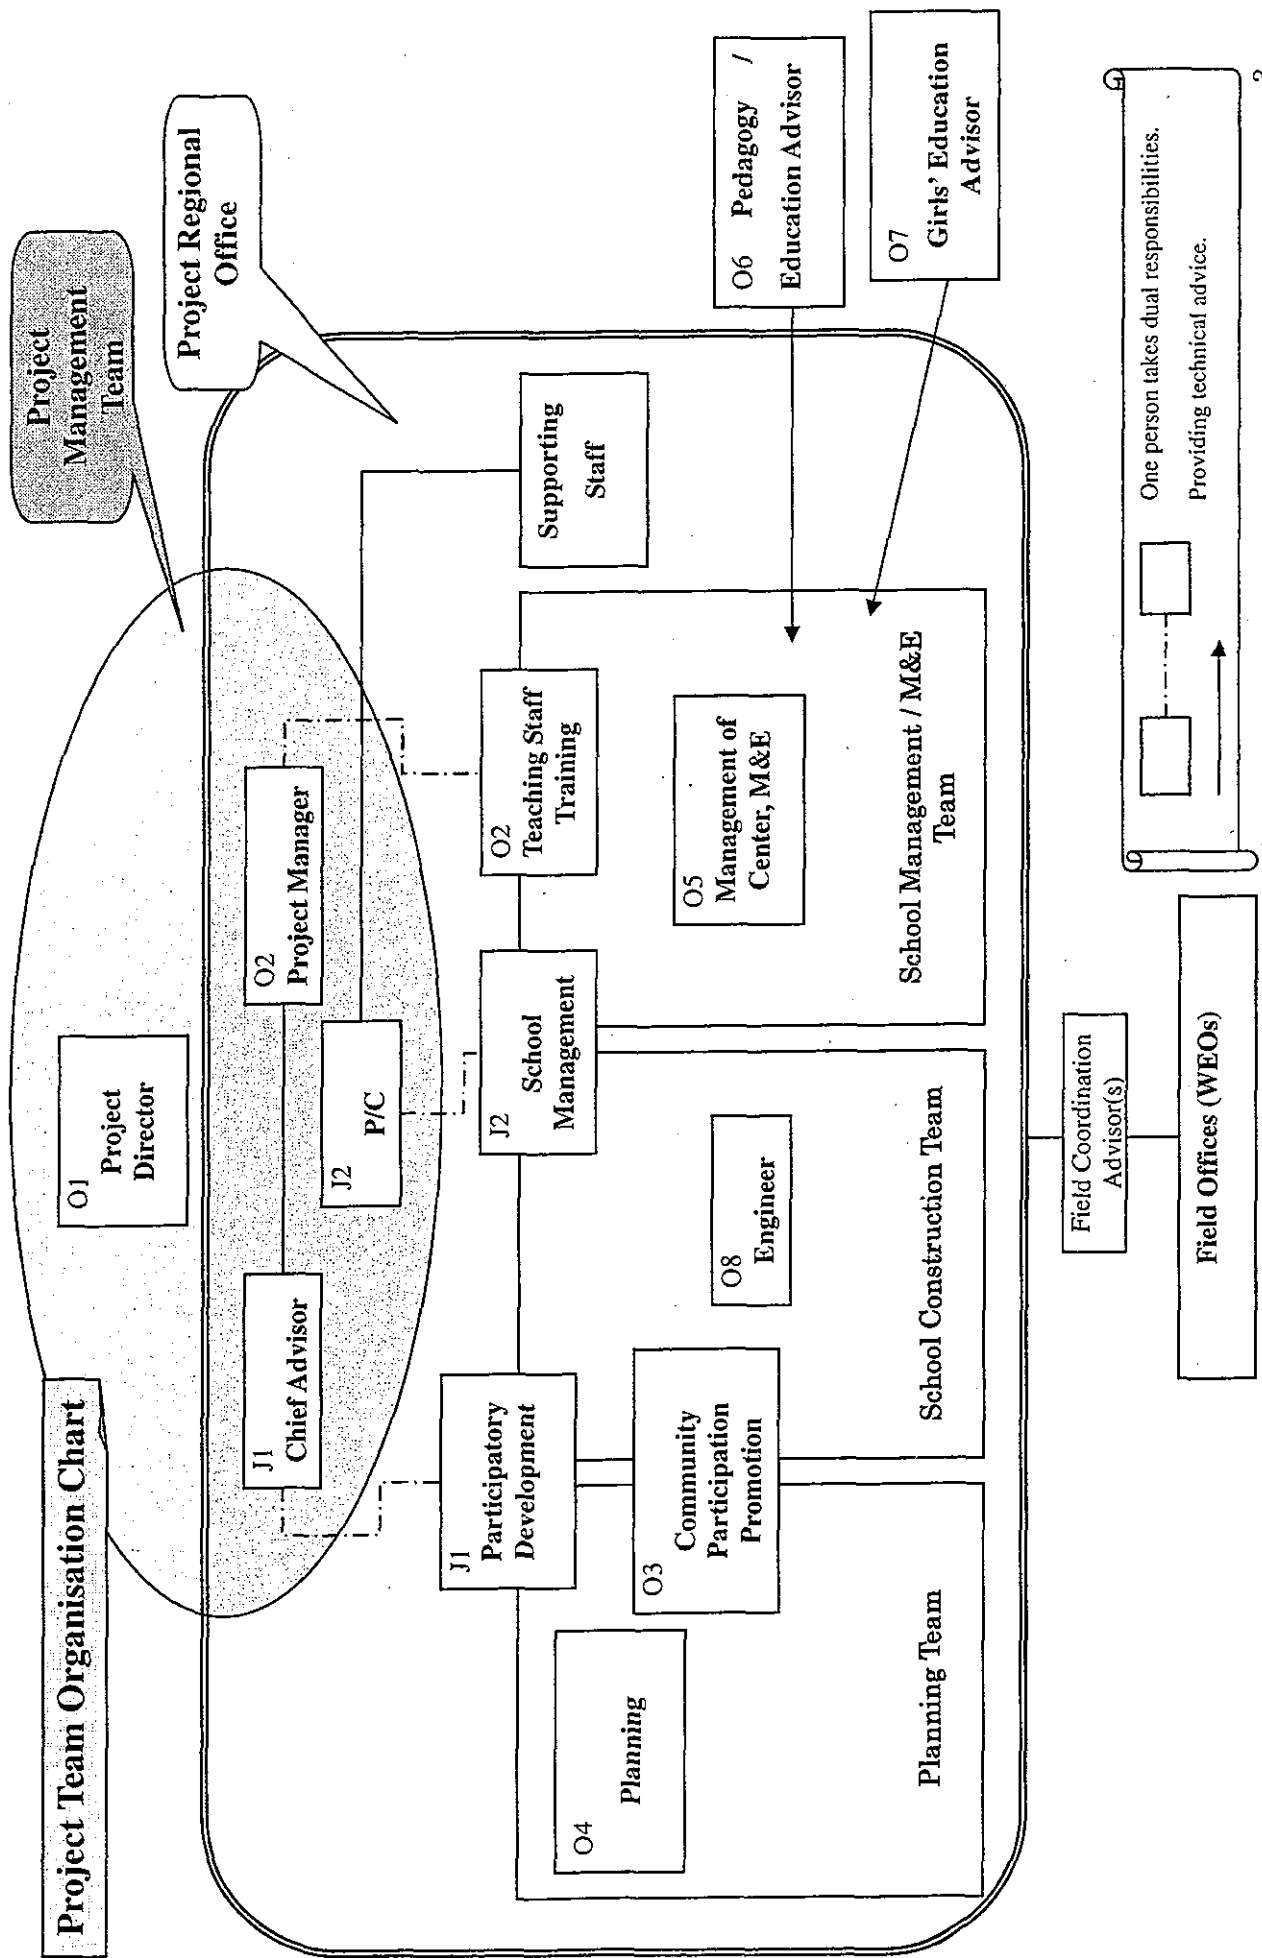 Project Team Organisation Chart
Project
Management
Team
Project Regional
Office
O1
Project
Director
J1
Chief Advisor
O2
Project Manager
J2
P/C
J1
Participatory
Development
J2
School
Management
O2
Teaching Staff
Training
Supporting
Staff
O4
Planning
O3
Community
Participation
Promotion
O8
Engineer
O5
Management of
Center, M&E
O6 Pedagogy /
Education Advisor
O7
Girls' Education
Advisor
Planning Team
School Construction Team
School Management / M&E
Team
Field Coordination
Advisor(s)
Field Offices (WEOs)
One person takes dual responsibilities.
Providing technical advice.